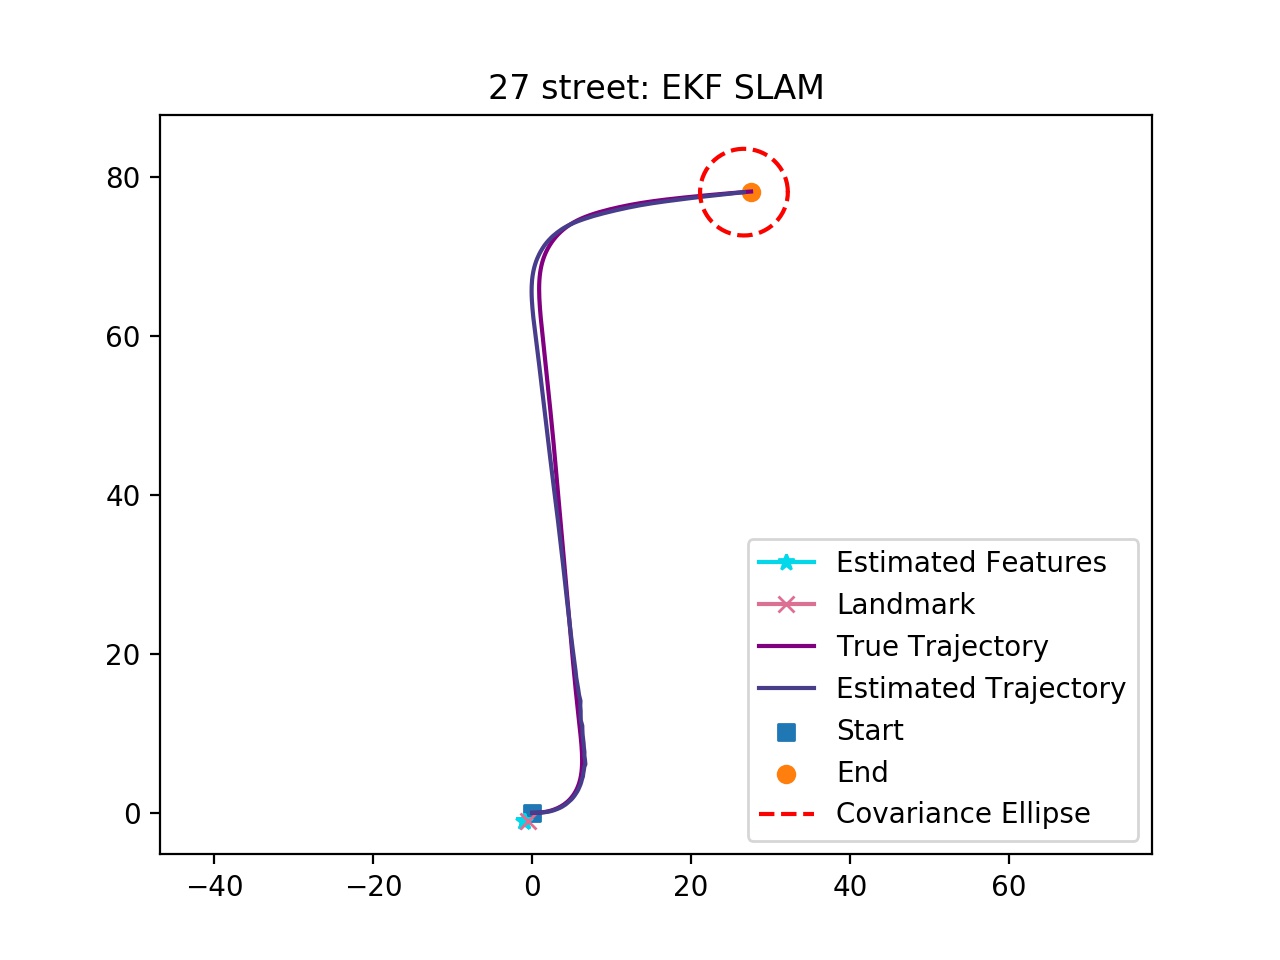 27 street: EKF SLAM
80
60
40
20
0
−40 −20 0 20 40 60
Estimated Features
Landmark
True Trajectory
Estimated Trajectory
Start
End
Covariance Ellipse